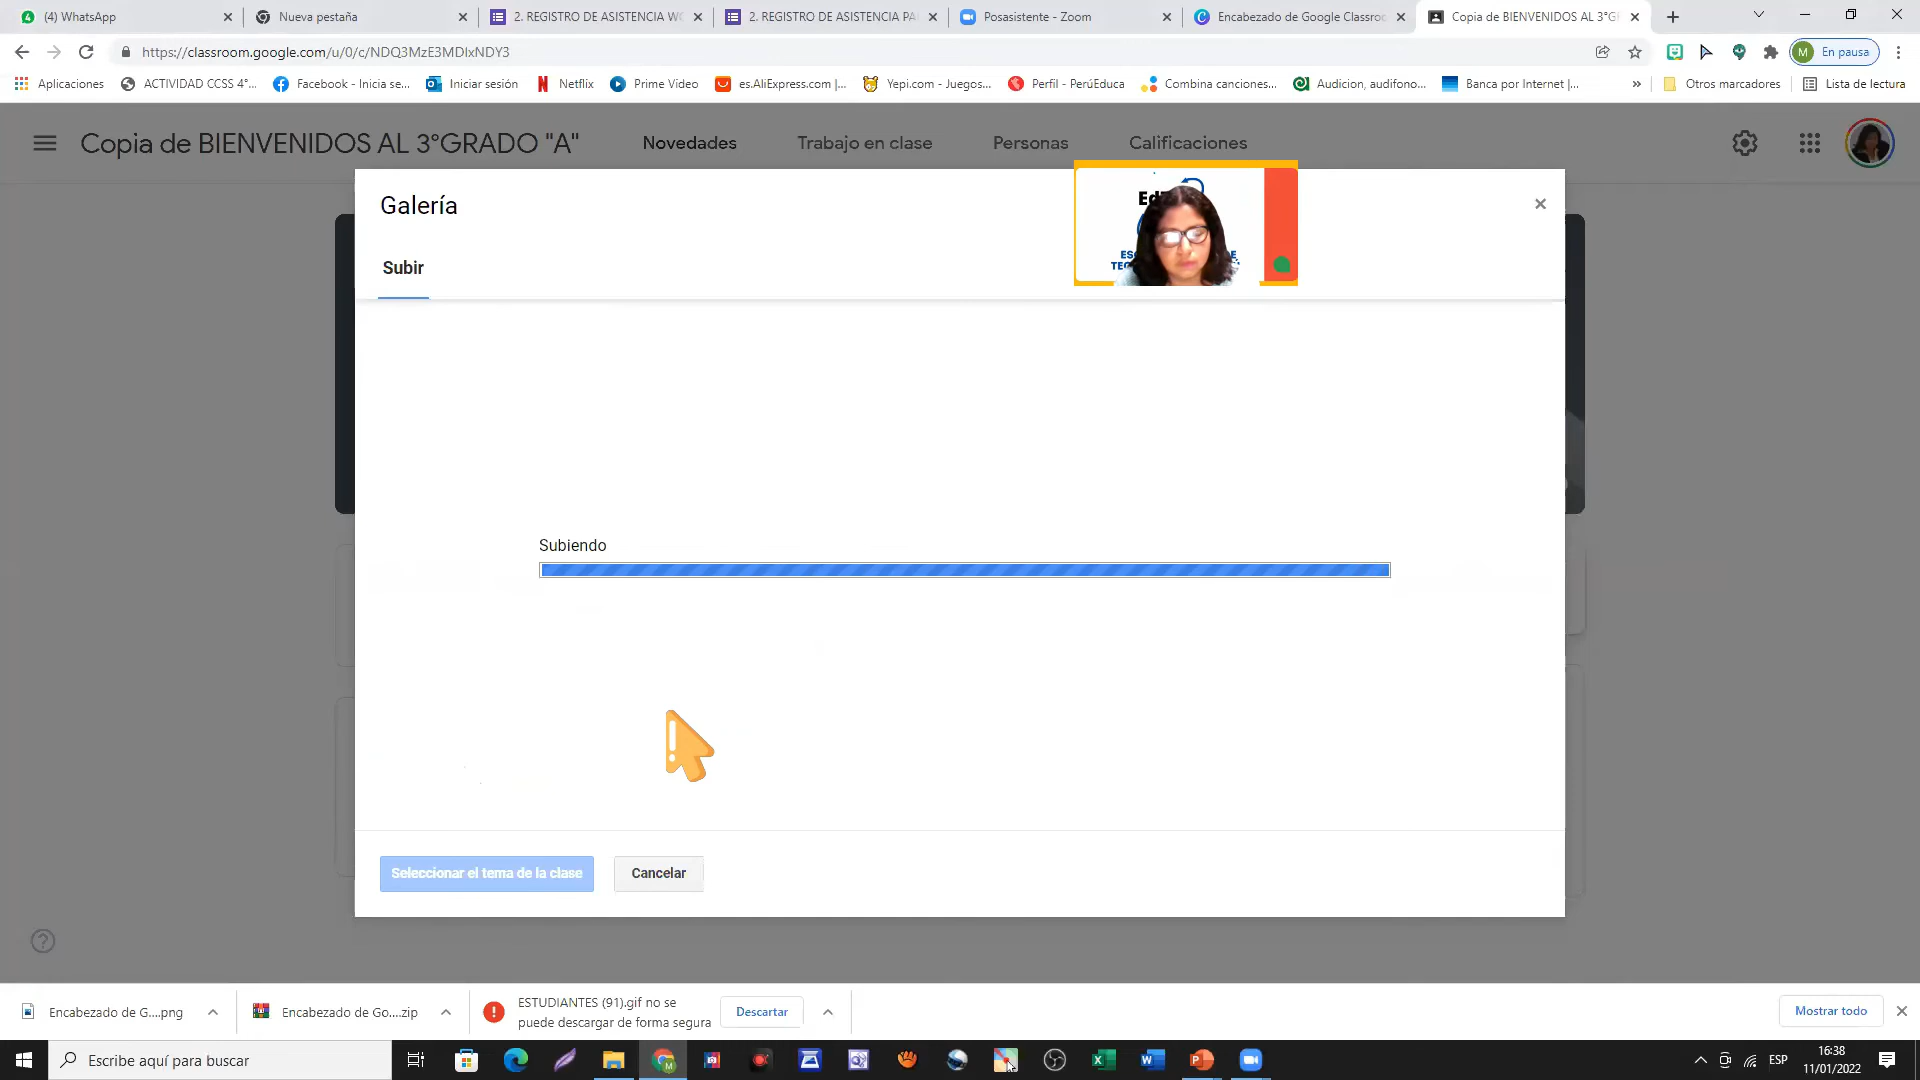 (4) WhatsApp
Nueva pestaña
2. REGISTRO DE ASISTENCIA WO
2. REGISTRO DE ASISTENCIA PA
Posasistente - Zoom
Encabezado de Google Classroo
Copia de BIENVENIDOS AL 3°GR
https://classroom.google.com/u/0/c/NDQ3MzE3MDIxNDY3
M
En pausa
Aplicaciones
ACTIVIDAD CCSS 4°...
Facebook - Inicia se...
Iniciar sesión
Netflix
Prime Video
es.AliExpress.com |...
Yepi.com - Juegos...
Perfil - PerúEduca
Combina canciones...
Audicion, audifono...
Banca por Internet |...
Otros marcadores
Lista de lectura
Copia de BIENVENIDOS AL 3°GRADO "A"
Novedades
Trabajo en clase
Personas
Calificaciones
Galería
Subir
Subiendo
Seleccionar el tema de la clase
Cancelar
Encabezado de G....png
Encabezado de Go....zip
ESTUDIANTES (91).gif no se
puede descargar de forma segura
Descartar
Mostrar todo
Escribe aquí para buscar
ESP
16:38
11/01/2022